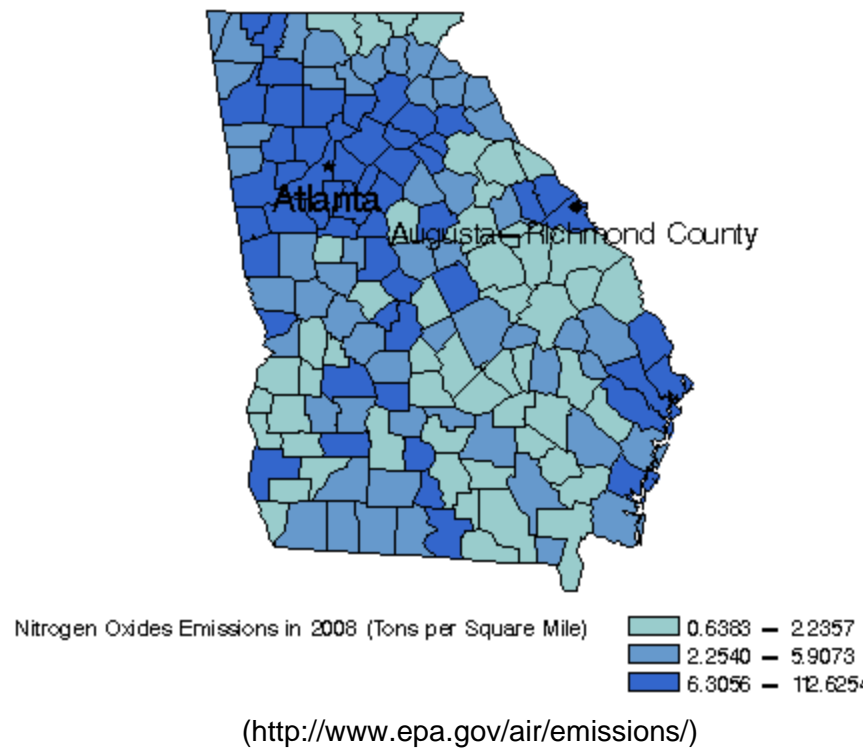 Atlanta
Augusta—Richmond County
Nitrogen Oxides Emissions in 2008 (Tons per Square Mile)
0.6383 — 2.2357
2.2540 — 5.9073
6.3056 — 112.6254
(http://www.epa.gov/air/emissions/)